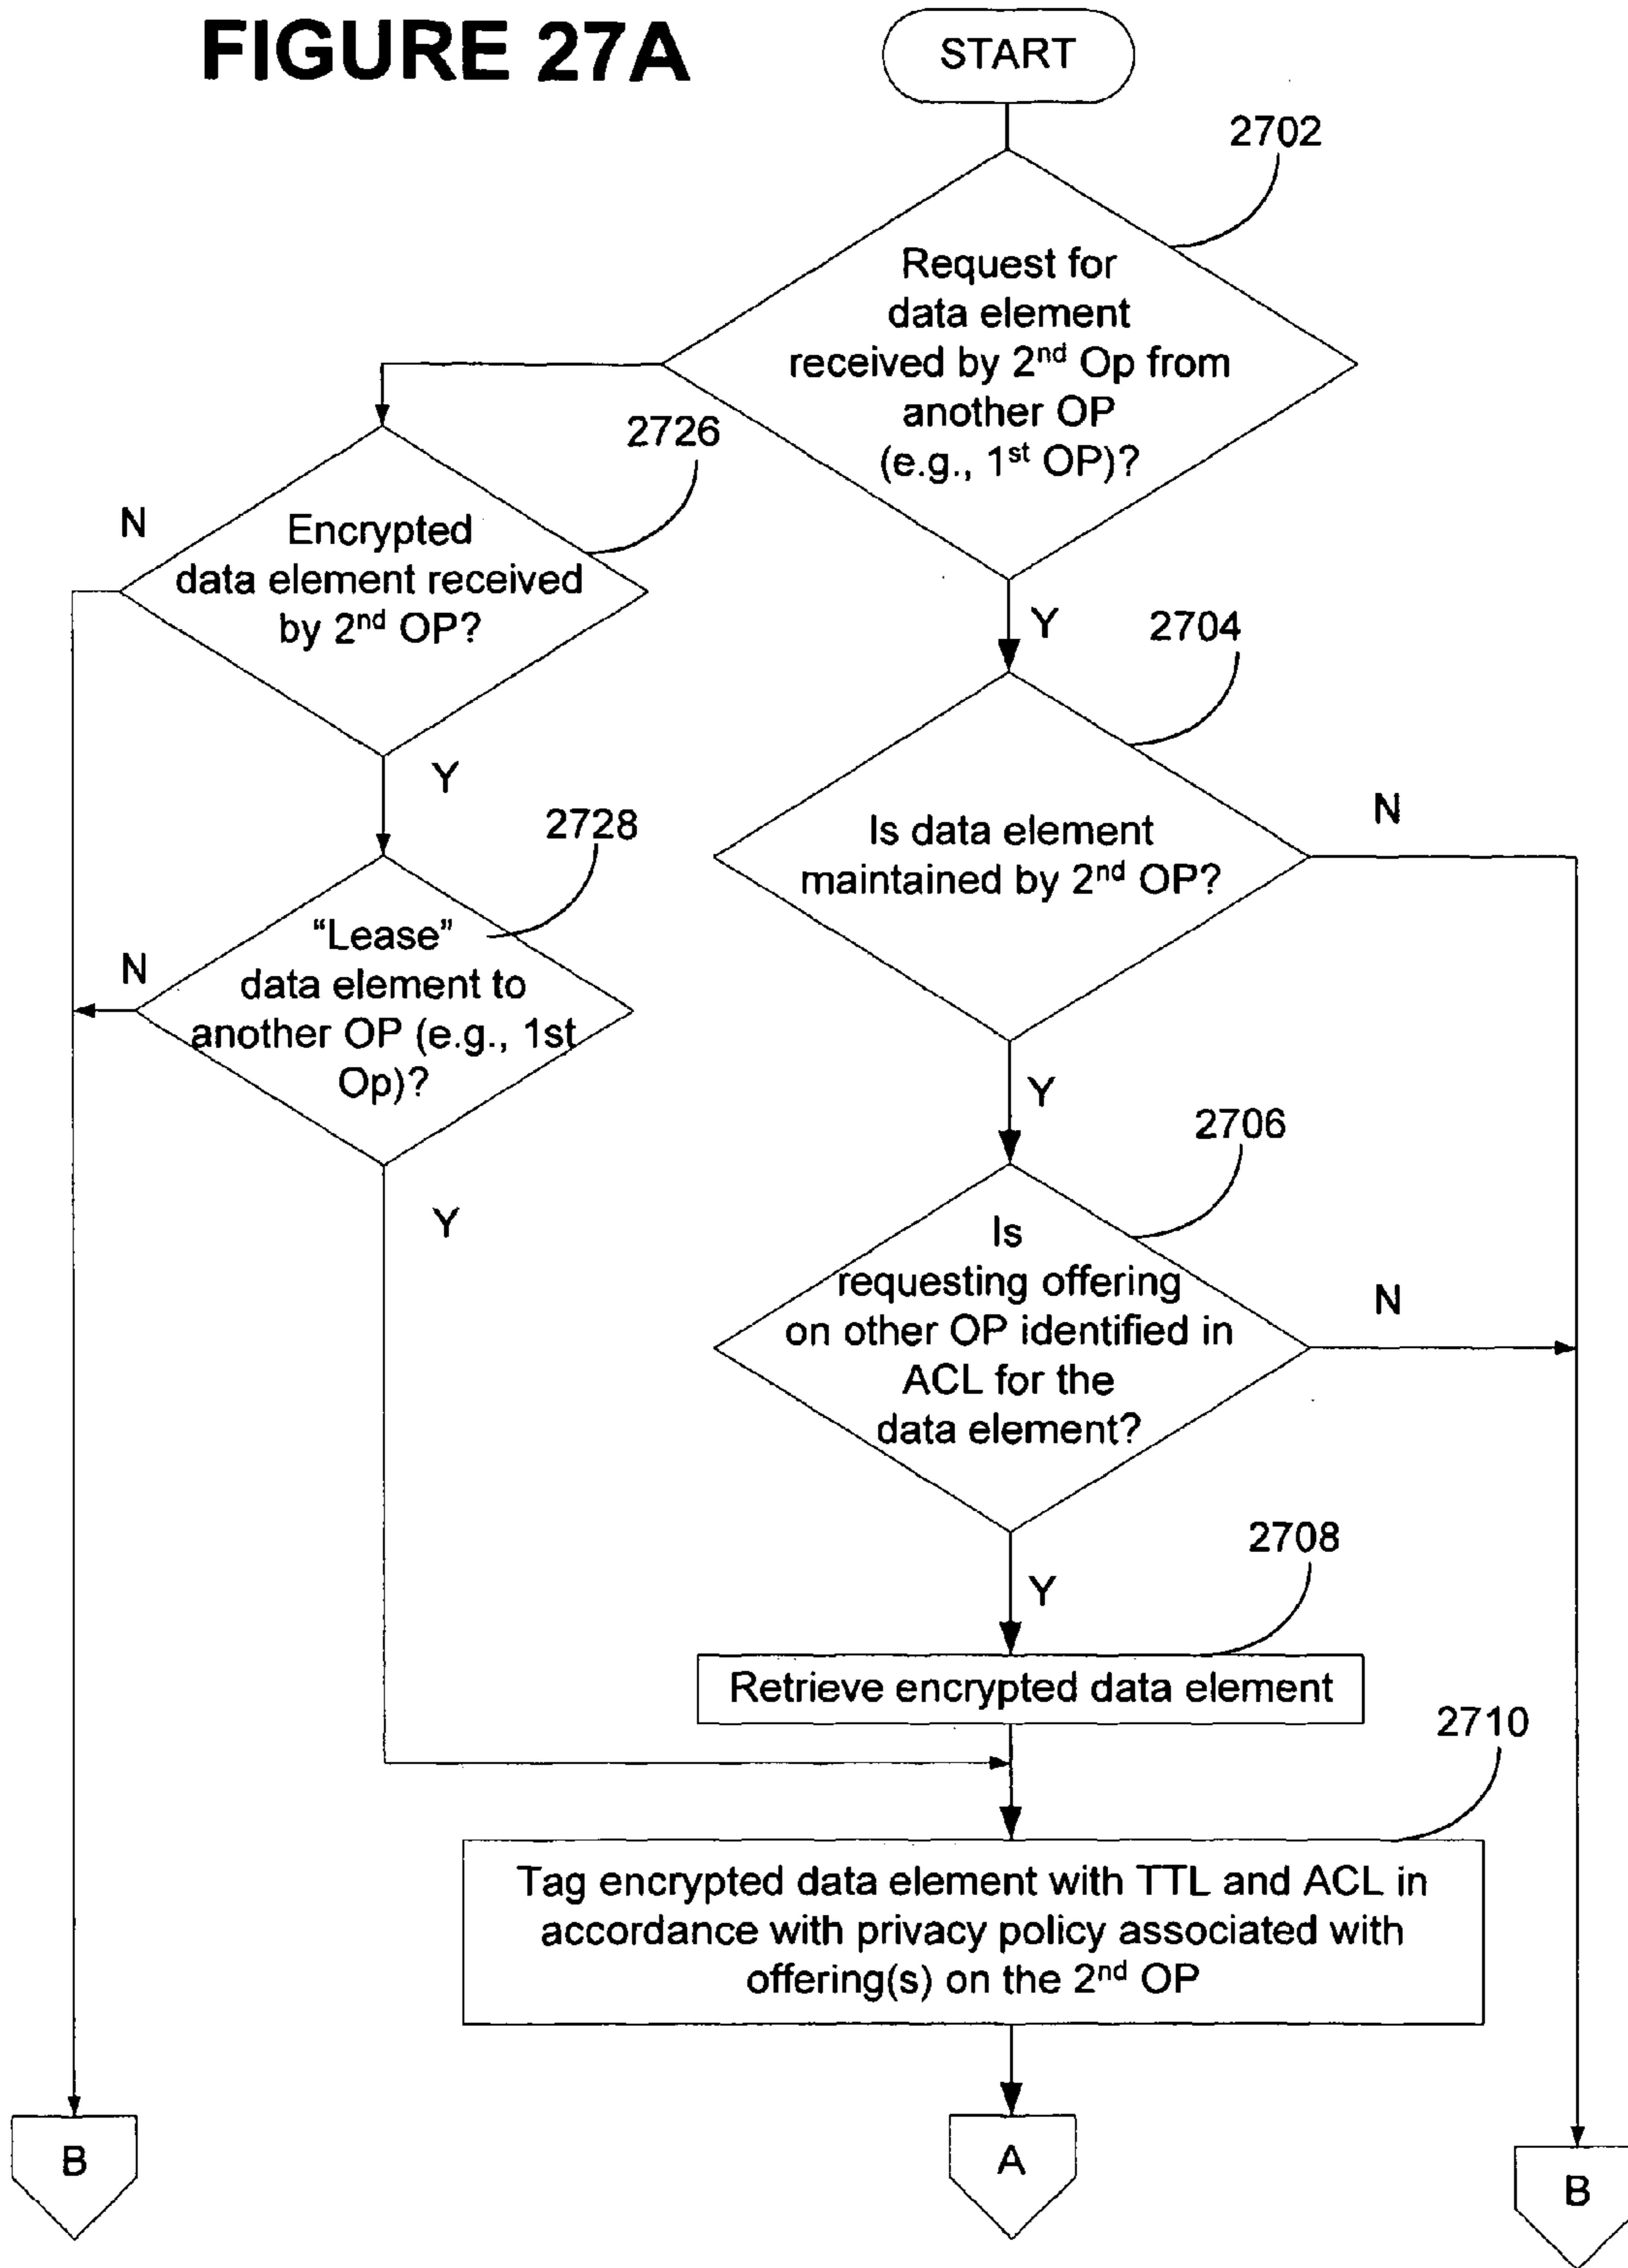 FIGURE 27A
START
2702
Request for
data element
received by 2nd Op from
another OP
(e.g., 1st OP)?
2726
N
Encrypted
data element received
by 2nd OP?
Y
2704
Y
Is data element
maintained by 2nd OP?
N
2728
"Lease"
data element to
another OP (e.g., 1st
Op)?
N
Y
Y
2706
Is
requesting offering
on other OP identified in
ACL for the
data element?
N
Y
2708
Retrieve encrypted data element
2710
Tag encrypted data element with TTL and ACL in
accordance with privacy policy associated with
offering(s) on the 2nd OP
B
A
B